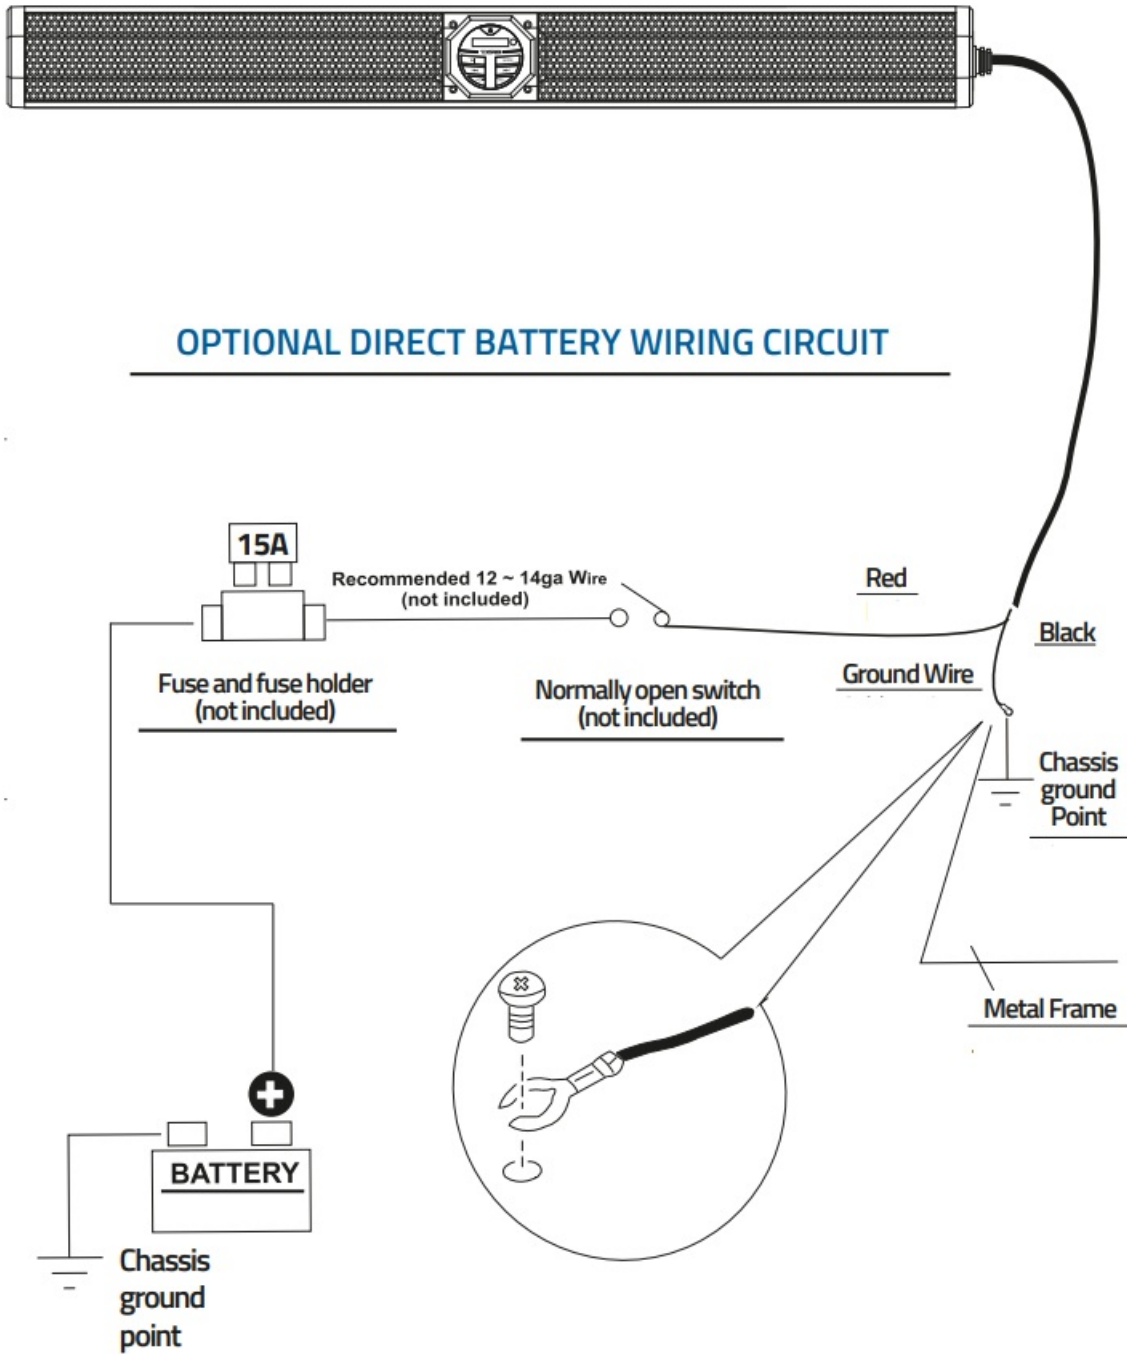 OPTIONAL DIRECT BATTERY WIRING CIRCUIT
15A
Recommended 12 ~ 14ga Wire
(not included)
Red
Black
Fuse and fuse holder
(not included)
Normally open switch
(not included)
Ground Wire
Chassis
ground
Point
Metal Frame
BATTERY
Chassis
ground
point